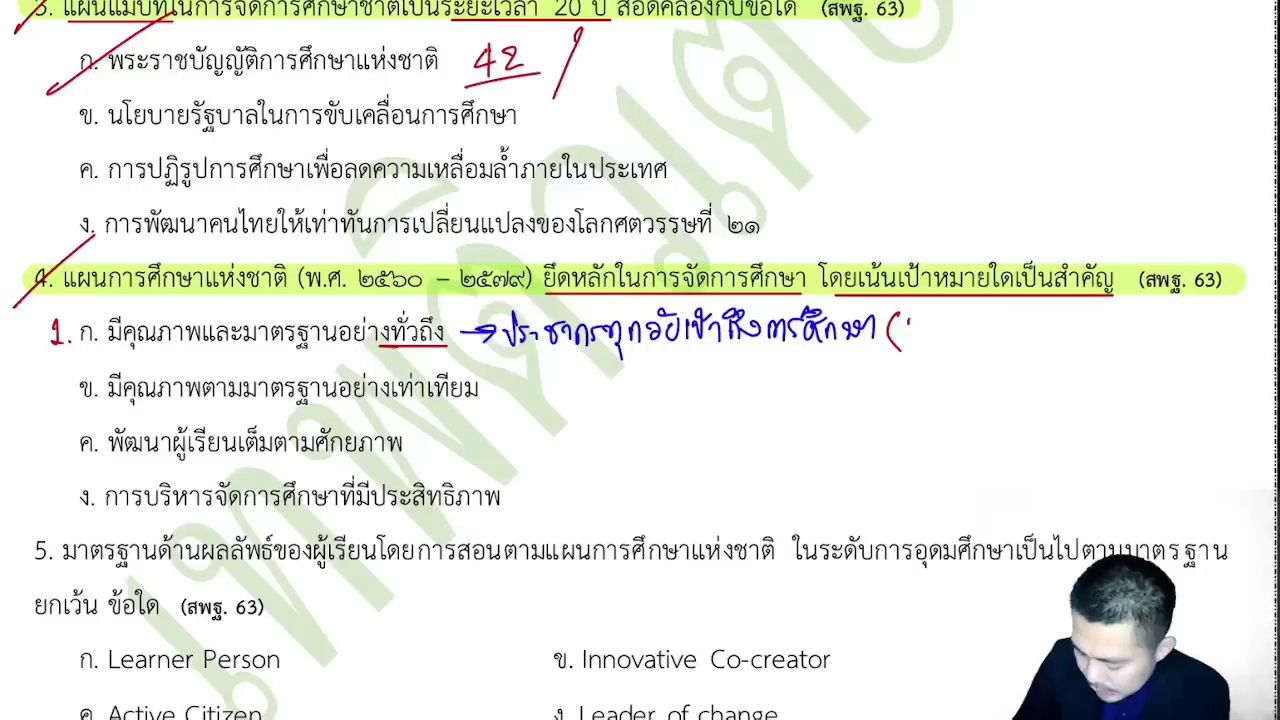 3. แผนแม่บทในการจัดการศึกษาชาติเป็นระยะเวลา 20 ปี สอดคล้องกับข้อใด (สพฐ. 63)
ก. พระราชบัญญัติการศึกษาแห่งชาติ 42
ข. นโยบายรัฐบาลในการขับเคลื่อนการศึกษา
ค. การปฏิรูปการศึกษาเพื่อลดความเหลื่อมล้ำภายในประเทศ
ง. การพัฒนาคนไทยให้เท่าทันการเปลี่ยนแปลงของโลกศตวรรษที่ ๒๑
4. แผนการศึกษาแห่งชาติ (พ.ศ. ๒๕๖๐ – ๒๕๗๙) ยึดหลักในการจัดการศึกษา โดยเน้นเป้าหมายใดเป็นสำคัญ (สพฐ. 63)
1. ก. มีคุณภาพและมาตรฐานอย่างทั่วถึง → ประชากรทุกวัยเข้าถึงการศึกษา (
ข. มีคุณภาพตามมาตรฐานอย่างเท่าเทียม
ค. พัฒนาผู้เรียนเต็มตามศักยภาพ
ง. การบริหารจัดการศึกษาที่มีประสิทธิภาพ
5. มาตรฐานด้านผลลัพธ์ของผู้เรียนโดยการสอนตามแผนการศึกษาแห่งชาติ ในระดับการอุดมศึกษาเป็นไปตามมาตรฐาน
ยกเว้น ข้อใด (สพฐ. 63)
ก. Learner Person ข. Innovative Co-creator
ค. Active Citizen ง. Leader of change